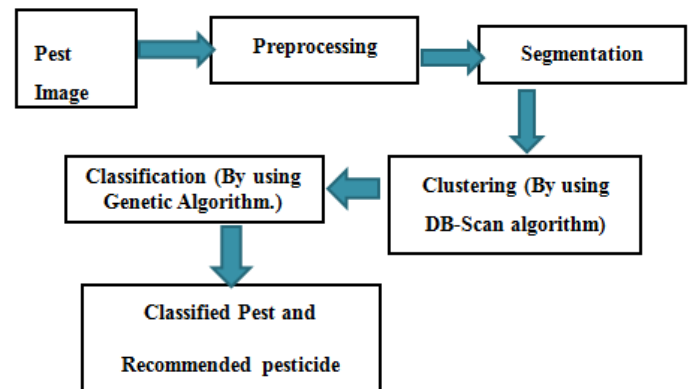 Pest
Image
Preprocessing
Segmentation
Clustering (By using
DB-Scan algorithm)
Classification (By using
Genetic Algorithm.)
Classified Pest and
Recommended pesticide